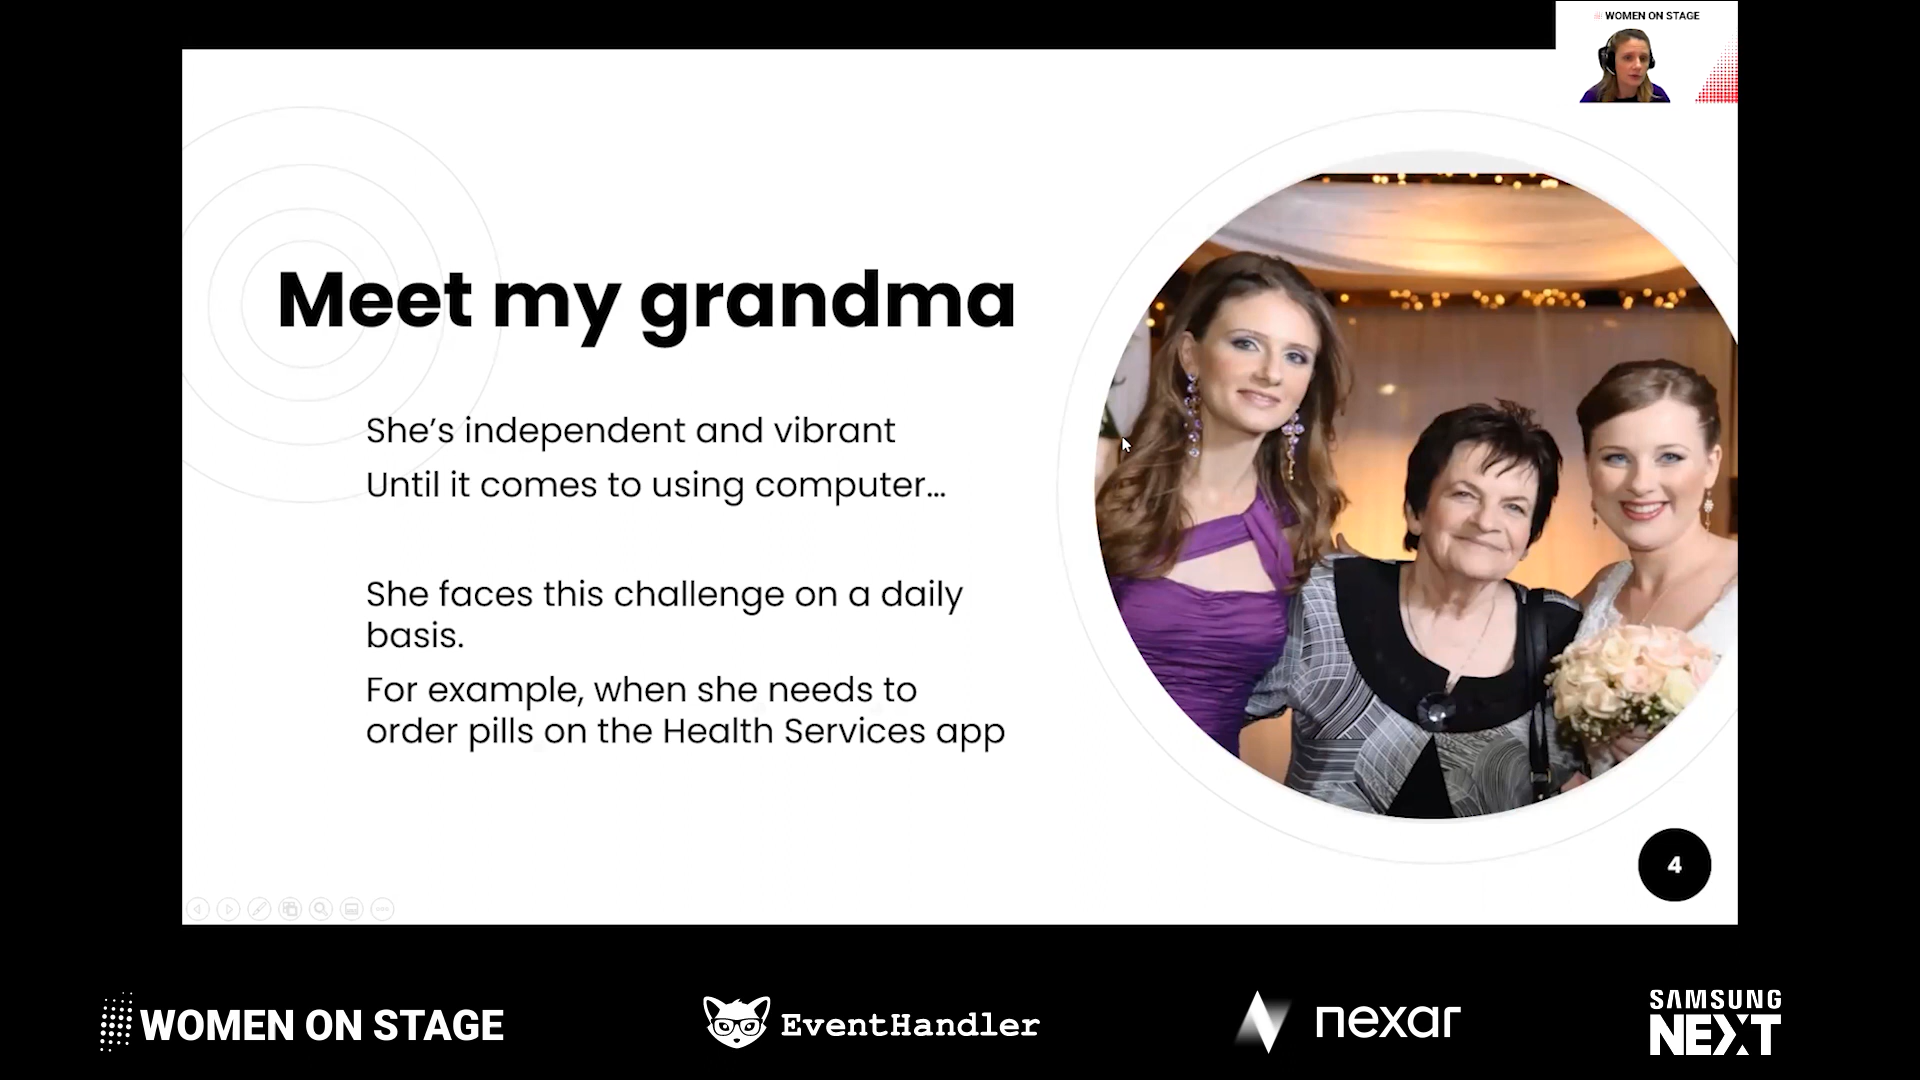 WOMEN ON STAGE
Meet my grandma
She's independent and vibrant
Until it comes to using computer...
She faces this challenge on a daily
basis.
For example, when she needs to
order pills on the Health Services app
4
WOMEN ON STAGE
EventHandler
nexar
SAMSUNG
NEXT